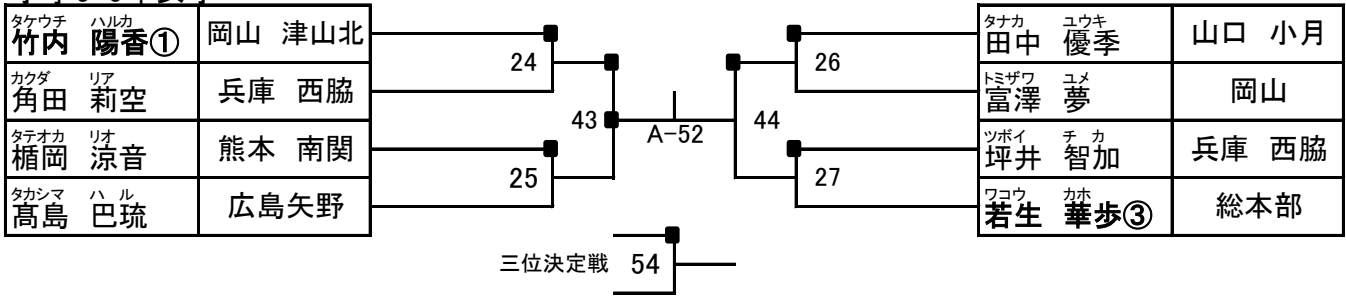 タケウチ ハルカ
竹内 陽香① 岡山 津山北
カクダ リア
角田 莉空 兵庫 西脇
タテオカ リオ
楯岡 涼音 熊本 南関
タカシマ ハル
髙島 巴琉 広島矢野
24
25
43
A-52
44
26
27
タナカ ユウキ
田中 優季 山口 小月
トミザワ ユメ
富澤 夢 岡山
ツボイ チカ
坪井 智加 兵庫 西脇
ワコウ カホ
若生 華歩③ 総本部
三位決定戦 54